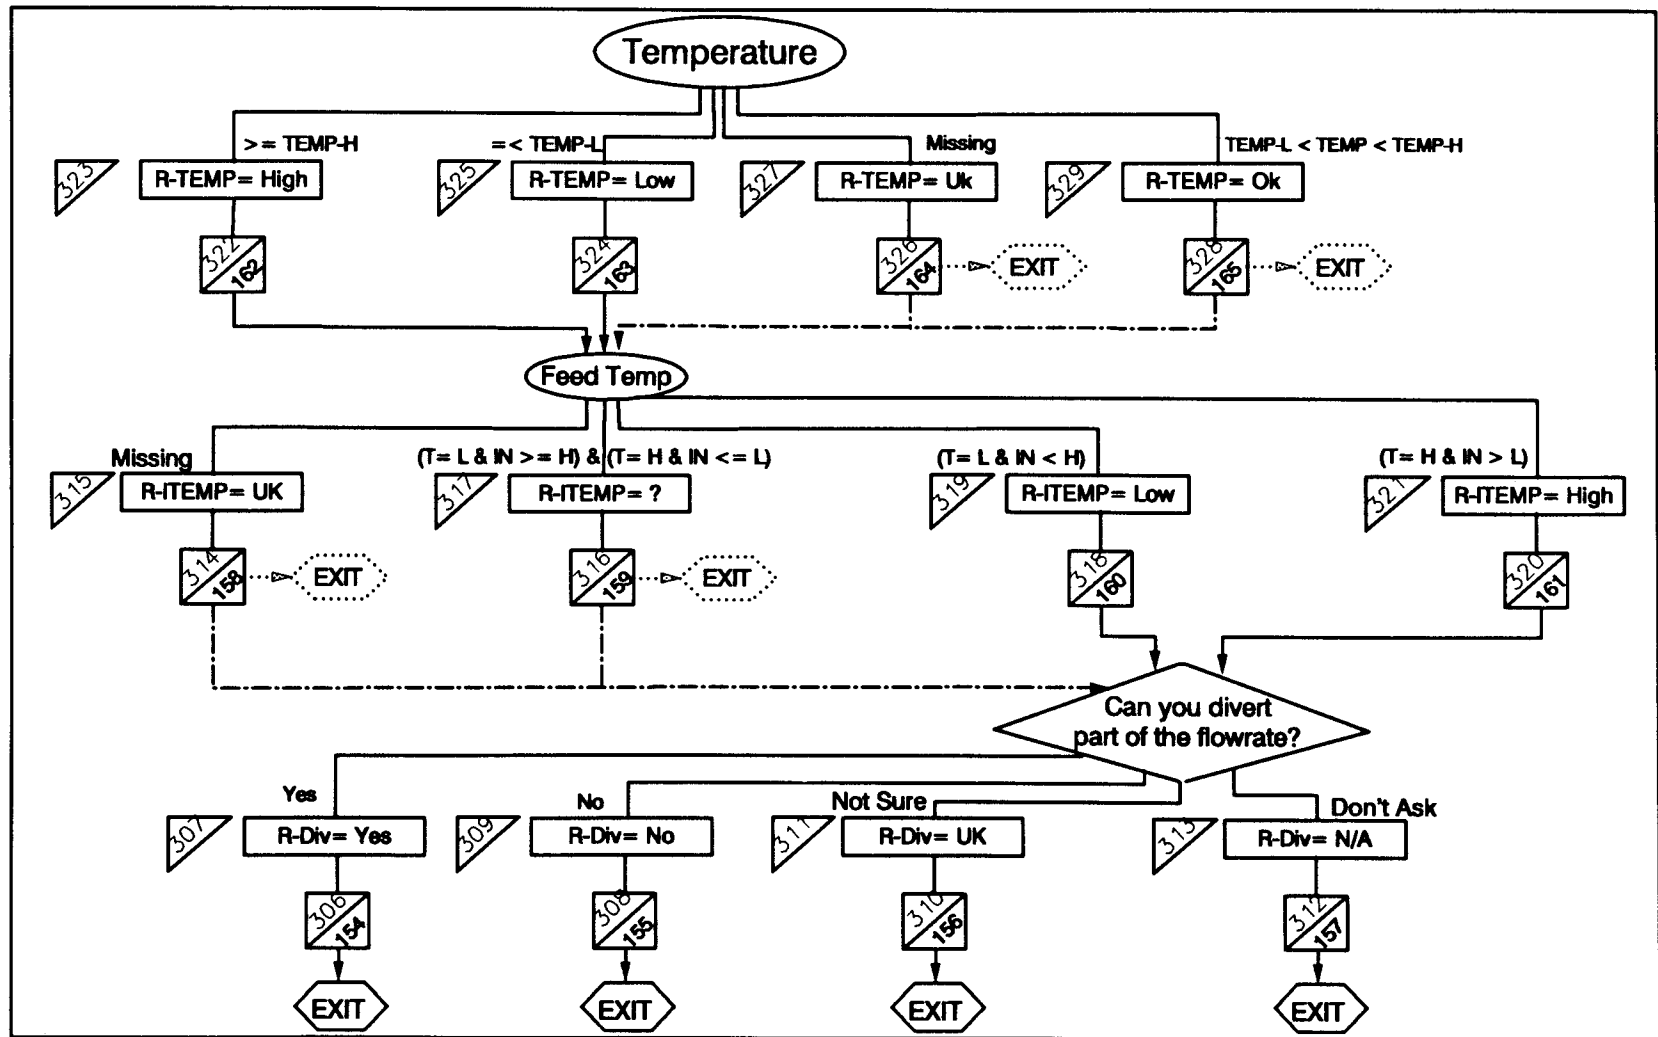 Temperature
>= TEMP-H
=< TEMP-L
Missing
TEMP-L < TEMP < TEMP-H
323
R-TEMP= High
325
R-TEMP= Low
327
R-TEMP= Uk
329
R-TEMP= Ok
322
162
324
163
326
164
EXIT
328
165
EXIT
Feed Temp
Missing
(T= L & IN >= H) & (T= H & IN <= L)
(T= L & IN < H)
(T= H & IN > L)
315
R-ITEMP= UK
317
R-ITEMP= ?
319
R-ITEMP= Low
321
R-ITEMP= High
314
158
EXIT
316
159
EXIT
318
160
320
161
Can you divert
part of the flowrate?
Yes
No
Not Sure
Don't Ask
307
R-Div= Yes
309
R-Div= No
311
R-Div= UK
313
R-Div= N/A
306
154
308
155
310
156
312
157
EXIT
EXIT
EXIT
EXIT